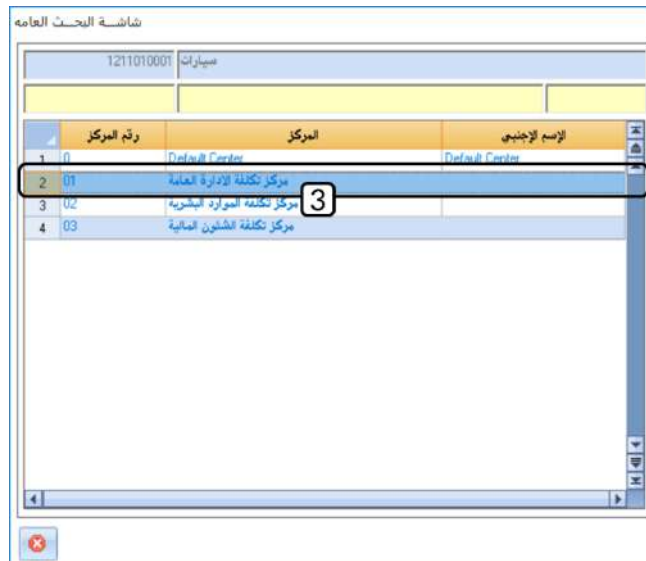 شاشـــة البحـــث العامه
1211010001 سيارات
رقم المركز المركز الإسم الإجنبي
1 0 Default Center Default Center
2 01 مركز تكلفة الادارة العامة
3 02 مركز تكلفة الموارد البشرية
3
4 03 مركز تكلفة الشئون المالية